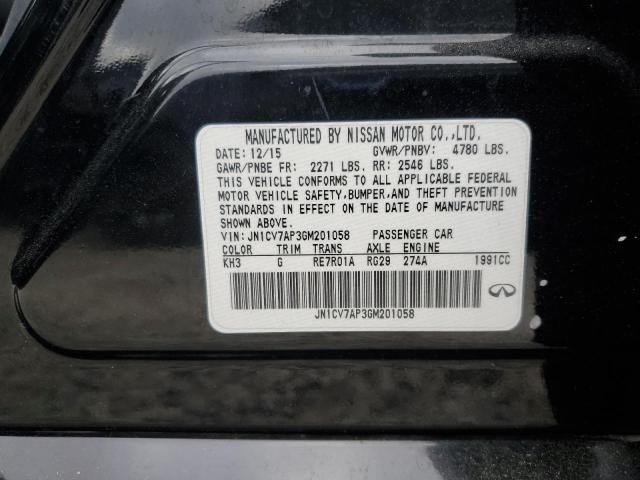 MANUFACTURED BY NISSAN MOTOR CO.,LTD.
DATE: 12/15 GVWR/PNBV: 4780 LBS.
GAWR/PNBE FR: 2271 LBS. RR: 2546 LBS.
THIS VEHICLE CONFORMS TO ALL APPLICABLE FEDERAL
MOTOR VEHICLE SAFETY,BUMPER,AND THEFT PREVENTION
STANDARDS IN EFFECT ON THE DATE OF MANUFACTURE
SHOWN ABOVE.
VIN: JN1CV7AP3GM201058 PASSENGER CAR
COLOR TRIM TRANS AXLE ENGINE
KH3 G RE7R01A RG29 274A 1991CC
JN1CV7AP3GM201058